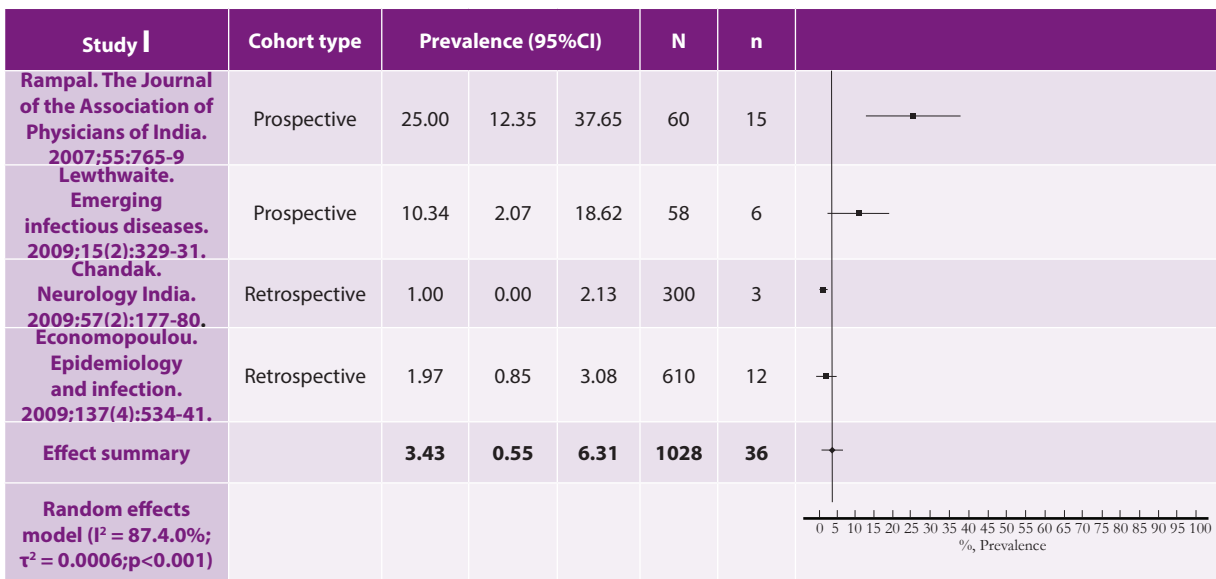 Study I Cohort type Prevalence (95%CI) N n
Rampal. The Journal
of the Association of
Physicians of India.
2007;55:765-9
Prospective 25.00 12.35 37.65 60 15
Lewthwaite.
Emerging
infectious diseases.
2009;15(2):329-31.
Prospective 10.34 2.07 18.62 58 6
Chandak.
Neurology India.
2009;57(2):177-80.
Retrospective 1.00 0.00 2.13 300 3
Economopoulou.
Epidemiology
and infection.
2009;137(4):534-41.
Retrospective 1.97 0.85 3.08 610 12
Effect summary 3.43 0.55 6.31 1028 36
Random effects
model (I² = 87.4.0%;
τ² = 0.0006;p<0.001)
0 5 10 15 20 25 30 35 40 45 50 55 60 65 70 75 80 85 90 95 100
%, Prevalence